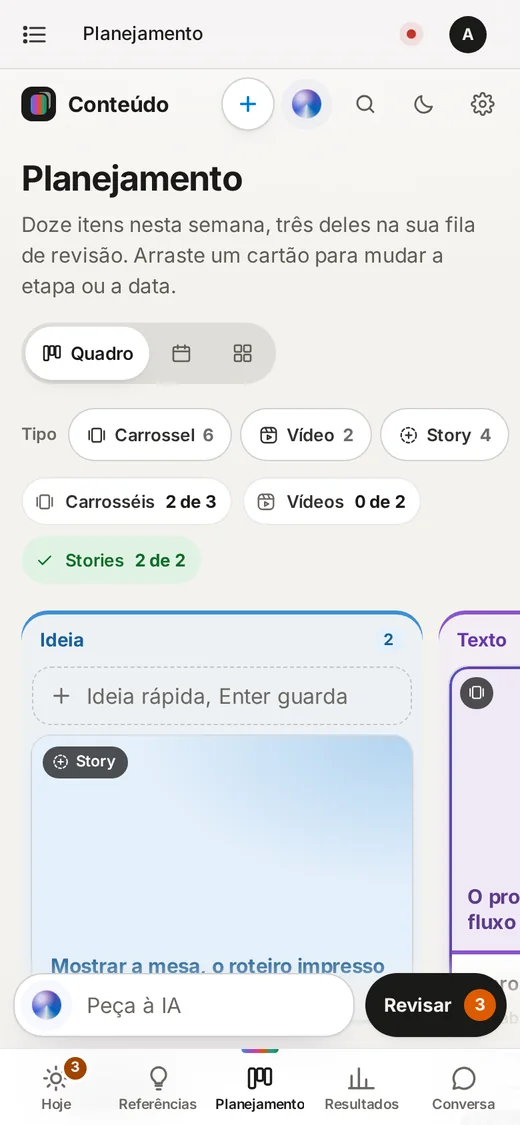 Planejamento
A
Conteúdo
Planejamento
Doze itens nesta semana, três deles na sua fila
de revisão. Arraste um cartão para mudar a
etapa ou a data.
Quadro
Tipo Carrossel 6 Vídeo 2 Story 4
Carrosséis 2 de 3 Vídeos 0 de 2
Stories 2 de 2
Ideia 2 Texto
Ideia rápida, Enter guarda
Story
O pro
fluxo
Mostrar a mesa, o roteiro impresso
Peça à IA Revisar 3
3
Hoje Referências Planejamento Resultados Conversa